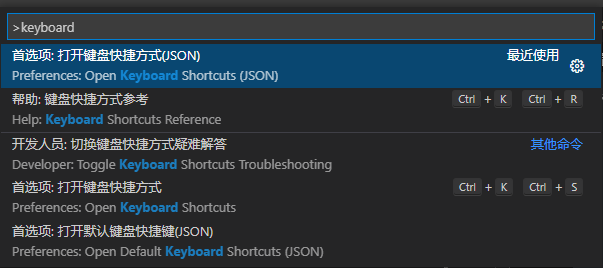 >keyboard
首选项: 打开键盘快捷方式(JSON) 最近使用
Preferences: Open Keyboard Shortcuts (JSON)
帮助: 键盘快捷方式参考 Ctrl + K Ctrl + R
Help: Keyboard Shortcuts Reference
开发人员: 切换键盘快捷方式疑难解答 其他命令
Developer: Toggle Keyboard Shortcuts Troubleshooting
首选项: 打开键盘快捷方式 Ctrl + K Ctrl + S
Preferences: Open Keyboard Shortcuts
首选项: 打开默认键盘快捷键(JSON)
Preferences: Open Default Keyboard Shortcuts (JSON)